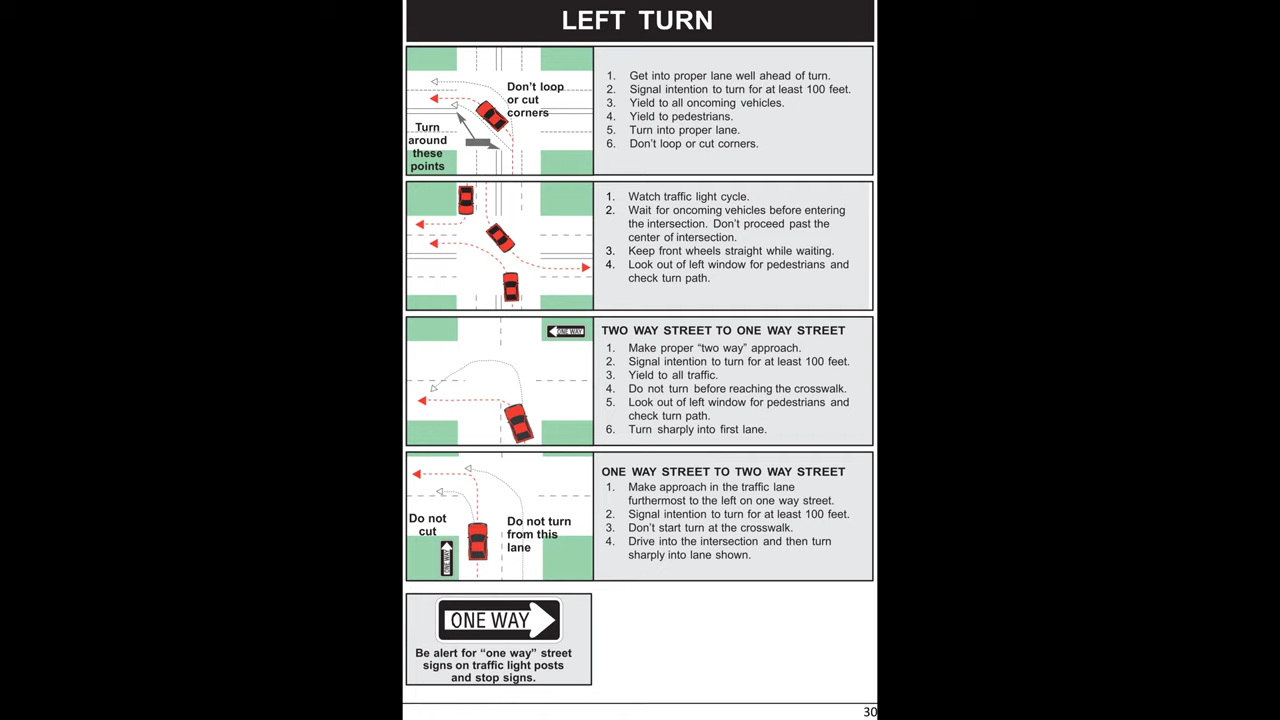 LEFT TURN
Don't loop
or cut
corners
Turn
around
these
points
1. Get into proper lane well ahead of turn.
2. Signal intention to turn for at least 100 feet.
3. Yield to all oncoming vehicles.
4. Yield to pedestrians.
5. Turn into proper lane.
6. Don't loop or cut corners.
1. Watch traffic light cycle.
2. Wait for oncoming vehicles before entering
the intersection. Don't proceed past the
center of intersection.
3. Keep front wheels straight while waiting.
4. Look out of left window for pedestrians and
check turn path.
ONE WAY
TWO WAY STREET TO ONE WAY STREET
1. Make proper “two way” approach.
2. Signal intention to turn for at least 100 feet.
3. Yield to all traffic.
4. Do not turn before reaching the crosswalk.
5. Look out of left window for pedestrians and
check turn path.
6. Turn sharply into first lane.
Do not
cut
Do not turn
from this
lane
ONE WAY
ONE WAY STREET TO TWO WAY STREET
1. Make approach in the traffic lane
furthermost to the left on one way street.
2. Signal intention to turn for at least 100 feet.
3. Don't start turn at the crosswalk.
4. Drive into the intersection and then turn
sharply into lane shown.
ONE WAY
Be alert for “one way” street
signs on traffic light posts
and stop signs.
30